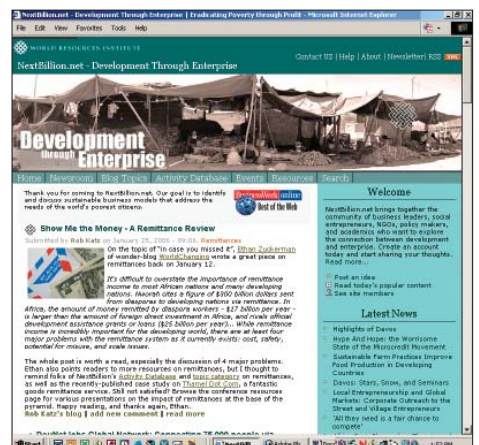 NextBillion.net - Development Through Enterprise | Eradicating Poverty through Profit - Microsoft Internet Explorer
File Edit View Favorites Tools Help
WORLD RESOURCES INSTITUTE
Contact US | Help | About | Newsletter | RSS
NextBillion.net - Development Through Enterprise
Development
through Enterprise
Home Newsroom Blog Topics Activity Database Events Resources Search
Thank you for coming to NextBillion.net. Our goal is to identify
and discuss sustainable business models that address the
needs of the world's poorest citizens.
BusinessWeek online
Best of the Web
Show Me the Money - A Remittance Review
Submitted by Rob Katz on January 25, 2006 - 09:06. Remittances
On the topic of "in case you missed it", Ethan Zuckerman
of wonder-blog WorldChanging wrote a great piece on
remittances back on January 12.
It's difficult to overstate the importance of remittance
income to most African nations and many developing
nations. Hecrah cites a figure of $300 billion dollars sent
from diasporas to developing nations via remittance. In
Africa, the amount of money remitted by diaspora workers - $17 billion per year -
is larger than the amount of foreign direct investment in Africa, and rivals official
development assistance grants or loans ($25 billion per year)... While remittance
income is incredibly important for the developing world, there are at least four
major problems with the remittance system as it currently exists: cost, safety,
potential for misuse, and scale issues.
The whole post is worth a read, especially the discussion of 4 major problems.
Ethan also points readers to more resources on remittances, but I thought to
remind folks of NextBillion's Activity Database and topic category on remittances,
as well as the recently-published case study on Thamel Dot Com, a fantastic
goods remittance service. Still not satisfied? Browse the conference resources
page for various presentations on the impact of remittances at the base of the
pyramid. Happy reading, and thanks again, Ethan.
Rob Katz's blog | add new comment | read more
Welcome
NextBillion.net brings together the
community of business leaders, social
entrepreneurs, NGOs, policy makers,
and academics who want to explore
the connection between development
and enterprise. Create an account
today and start sharing your thoughts.
Read more...
Post an idea
Read today's popular content
See site members
Latest News
Highlights of Davos
Hype And Hope: the Worrisome
State of the Microcredit Movement
Sustainable Farm Practices Improve
Food Production in Developing
Countries
Davos: Stars, Snow, and Seminars
Local Entrepreneurship and Global
Markets: Corporate Outreach to the
Street and Village Entrepreneurs
'All they need is a fair chance to
compete'